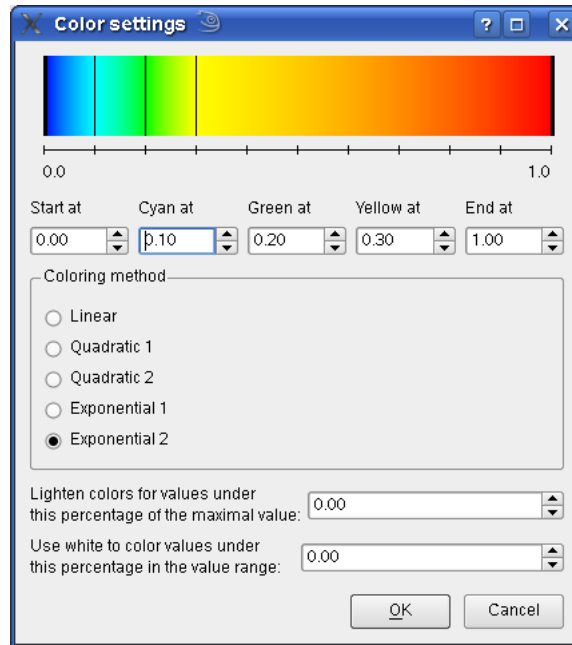 Color settings
0.0 1.0
Start at Cyan at Green at Yellow at End at
0.00 0.10 0.20 0.30 1.00
Coloring method
Linear
Quadratic 1
Quadratic 2
Exponential 1
Exponential 2
Lighten colors for values under
this percentage of the maximal value: 0.00
Use white to color values under
this percentage in the value range: 0.00
OK Cancel